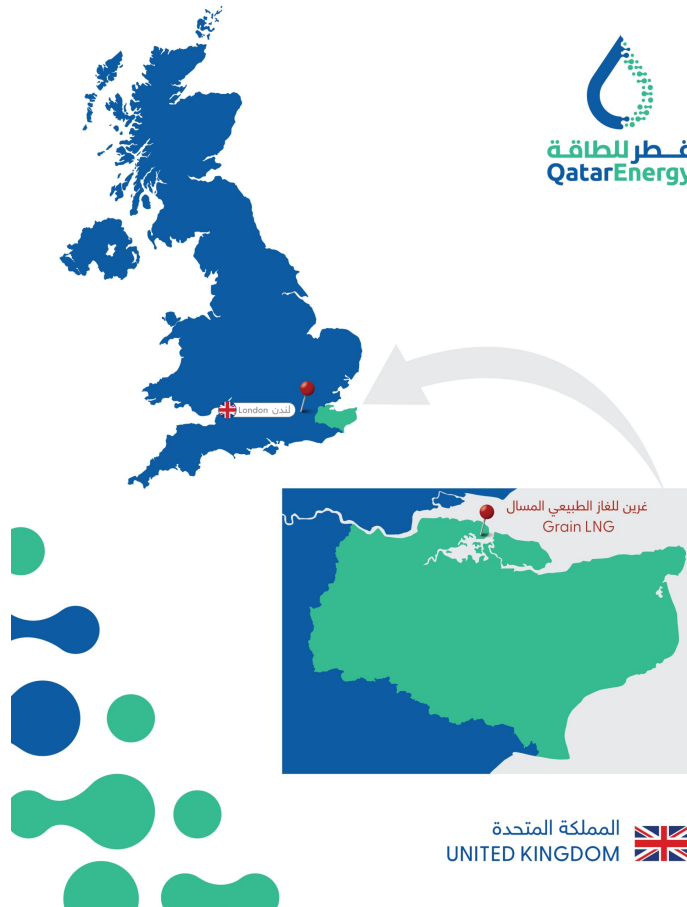 قطر للطاقة
QatarEnergy
London لندن
غرين للغاز الطبيعي المسال
Grain LNG
المملكة المتحدة
UNITED KINGDOM